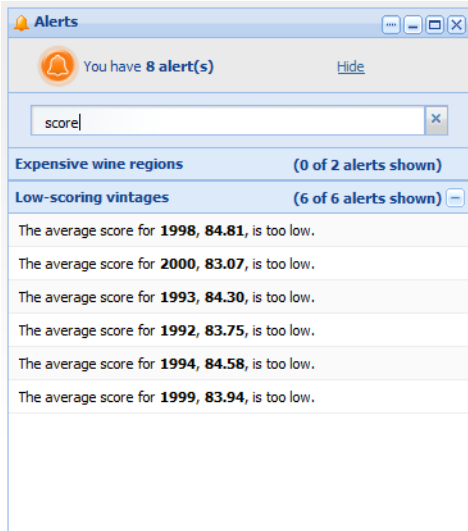 Alerts
You have 8 alert(s) Hide
score
Expensive wine regions (0 of 2 alerts shown)
Low-scoring vintages (6 of 6 alerts shown)
The average score for 1998, 84.81, is too low.
The average score for 2000, 83.07, is too low.
The average score for 1993, 84.30, is too low.
The average score for 1992, 83.75, is too low.
The average score for 1994, 84.58, is too low.
The average score for 1999, 83.94, is too low.